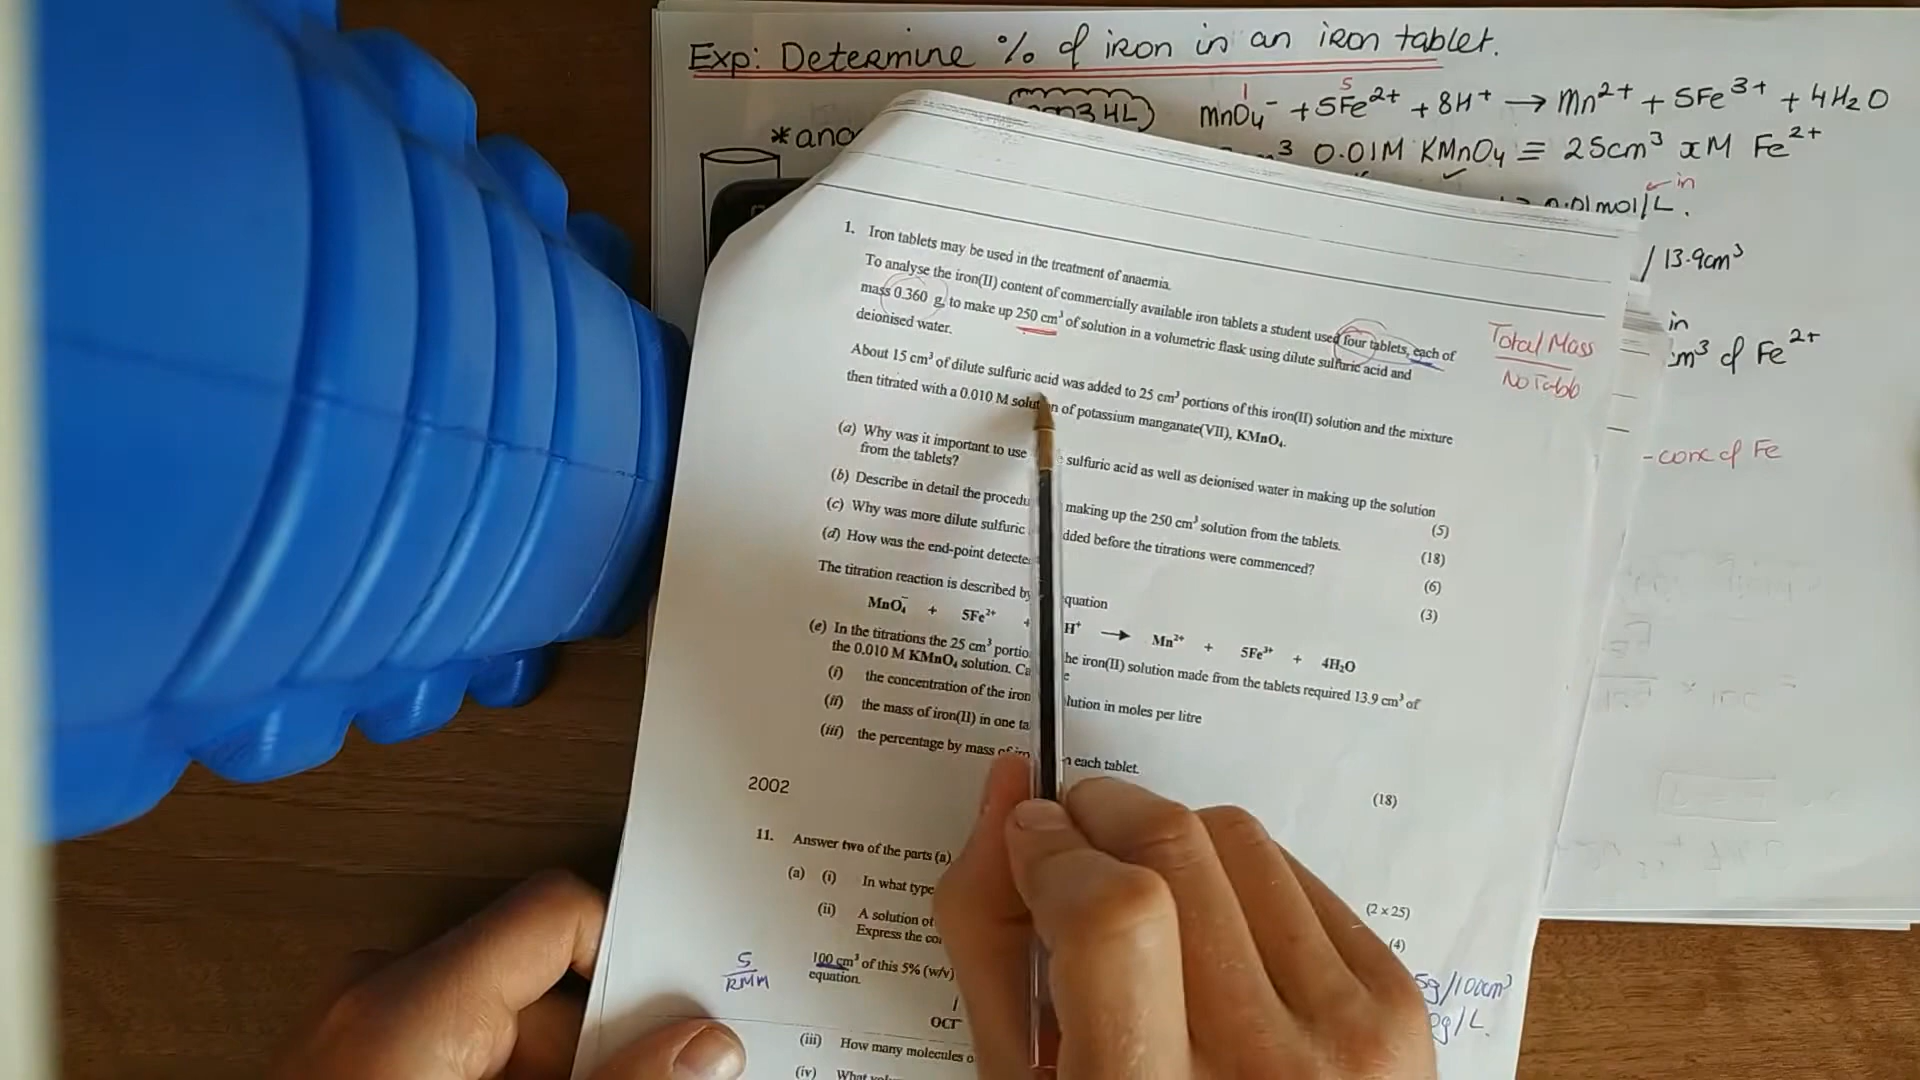 Exp: Determine % of iron in an iron tablet.
1 5
MnO4⁻ + 5Fe²⁺ + 8H⁺ → Mn²⁺ + 5Fe³⁺ + 4H2O
HL
*
³ 0.01M KMnO4 ≡ 25cm³ xM Fe²⁺
in
0.01mol/L.
/ 13.9cm³
in
cm³ of Fe²⁺
- conc of Fe
1. Iron tablets may be used in the treatment of anaemia.
To analyse the iron(II) content of commercially available iron tablets a student used four tablets, each of
mass 0.360 g, to make up 250 cm³ of solution in a volumetric flask using dilute sulfuric acid and
deionised water.
Total Mass
No Tabb
About 15 cm³ of dilute sulfuric acid was added to 25 cm³ portions of this iron(II) solution and the mixture
then titrated with a 0.010 M solution of potassium manganate(VII), KMnO₄.
(a) Why was it important to use sulfuric acid as well as deionised water in making up the solution
from the tablets? (5)
(b) Describe in detail the making up the 250 cm³ solution from the tablets. (18)
(c) Why was more dilute sulfuric before the titrations were commenced? (6)
(d) How was the end-point (3)
The titration reaction is described by equation
MnO₄⁻ + 5Fe²⁺ + H⁺ → Mn²⁺ + 5Fe³⁺ + 4H₂O
(e) In the titrations the 25 cm³ iron(II) solution made from the tablets required 13.9 cm³ of
the 0.010 M KMnO₄ solution.
(i) the concentration of the iron in moles per litre
(ii) the mass of iron(II) in one
(iii) the percentage by mass each tablet.
(18)
2002
11. Answer two of the parts (a) (2 x 25)
(a) (i) In what type (4)
(ii) A solution
Express the
5/RMM
100 cm³ of this 5% (w/v)
equation.
5g/100cm³
g/L.
OCl⁻
(iii) How many molecules
(iv) What